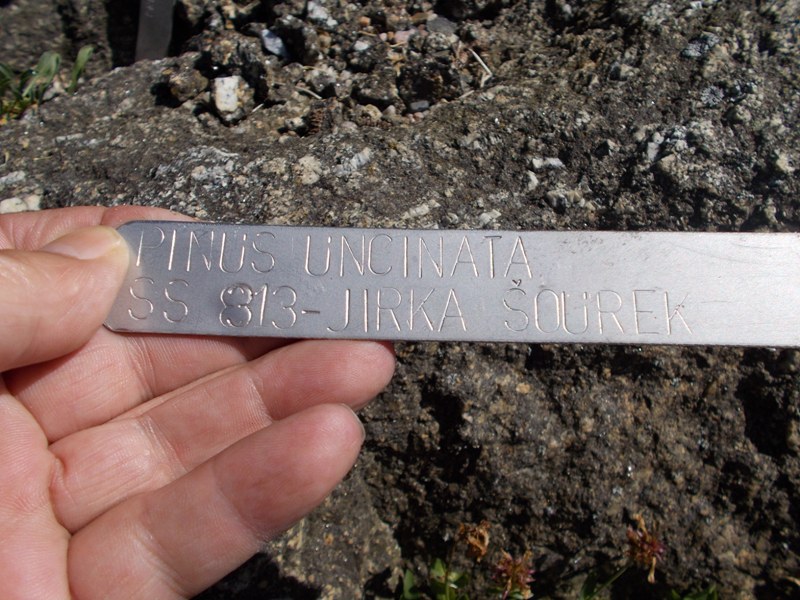 PINUS UNCINATA
SS 813-JIRKA ŠOUREK